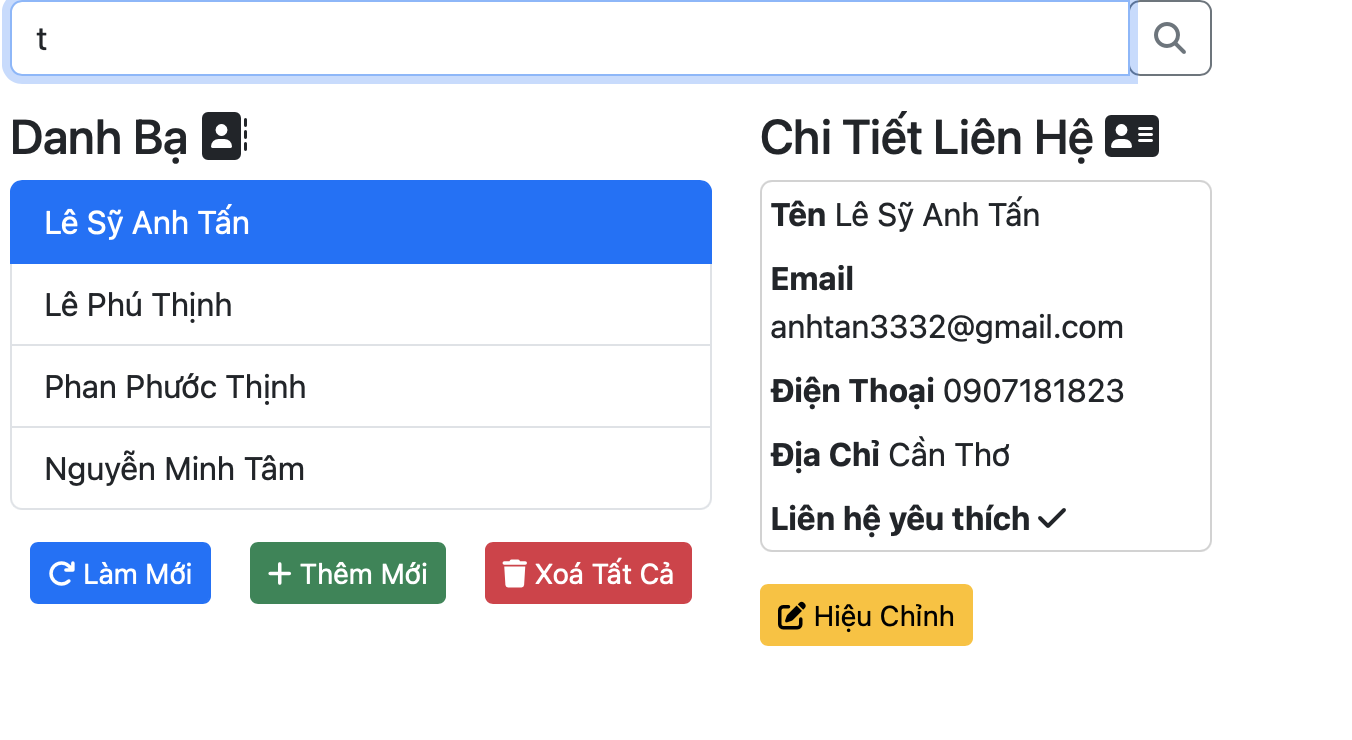 t
Danh Bạ
Lê Sỹ Anh Tấn
Lê Phú Thịnh
Phan Phước Thịnh
Nguyễn Minh Tâm
Làm Mới
Thêm Mới
Xoá Tất Cả
Chi Tiết Liên Hệ
Tên Lê Sỹ Anh Tấn
Email
anhtan3332@gmail.com
Điện Thoại 0907181823
Địa Chỉ Cần Thơ
Liên hệ yêu thích
Hiệu Chỉnh